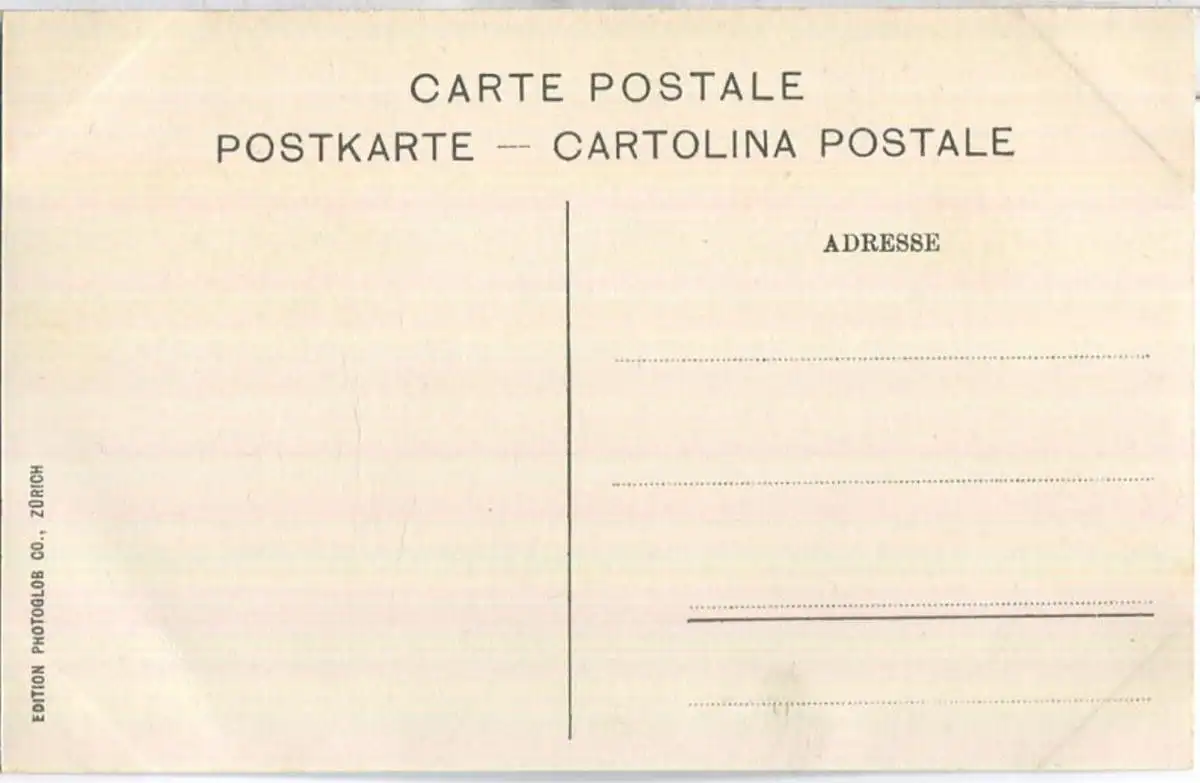 CARTE POSTALE
POSTKARTE — CARTOLINA POSTALE
ADRESSE
EDITION PHOTOGLOB CO., ZÜRICH